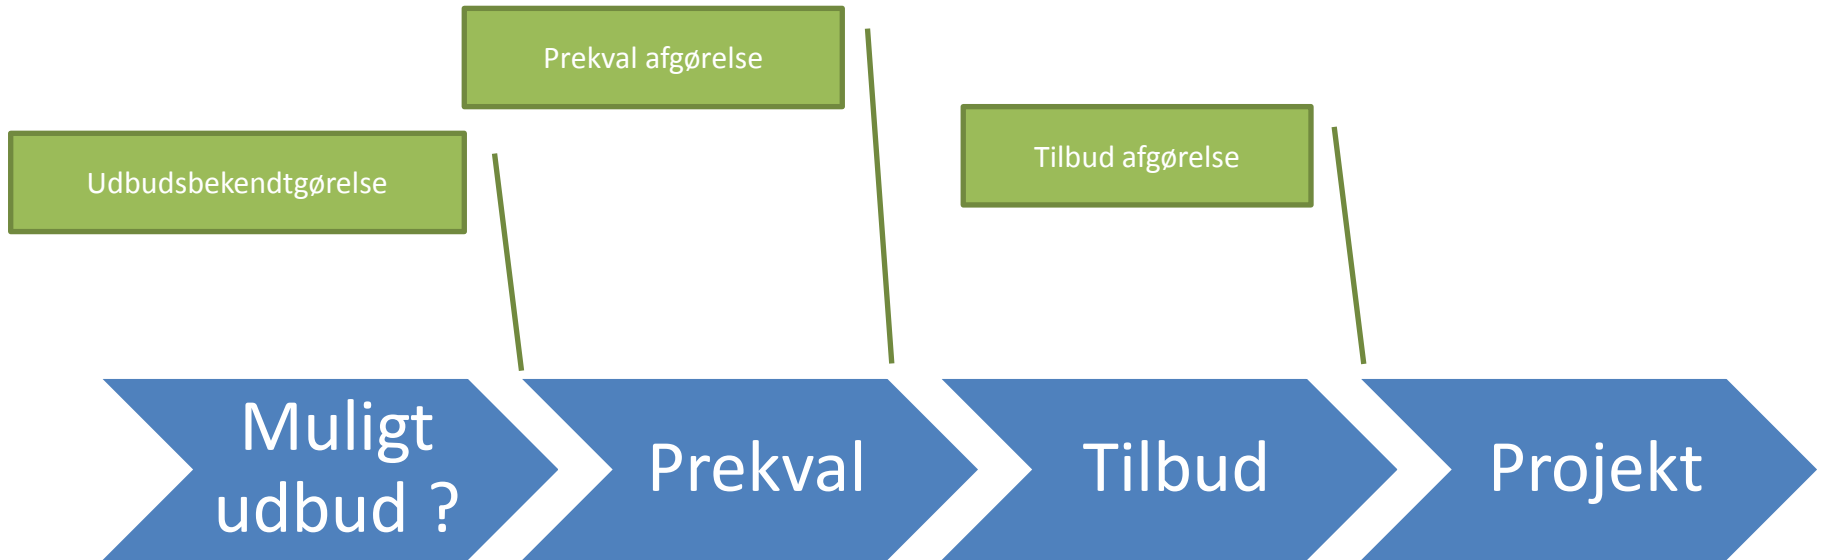 Prekval afgørelse
Udbudsbekendtgørelse
Tilbud afgørelse
Muligt
udbud ?
Prekval
Tilbud
Projekt